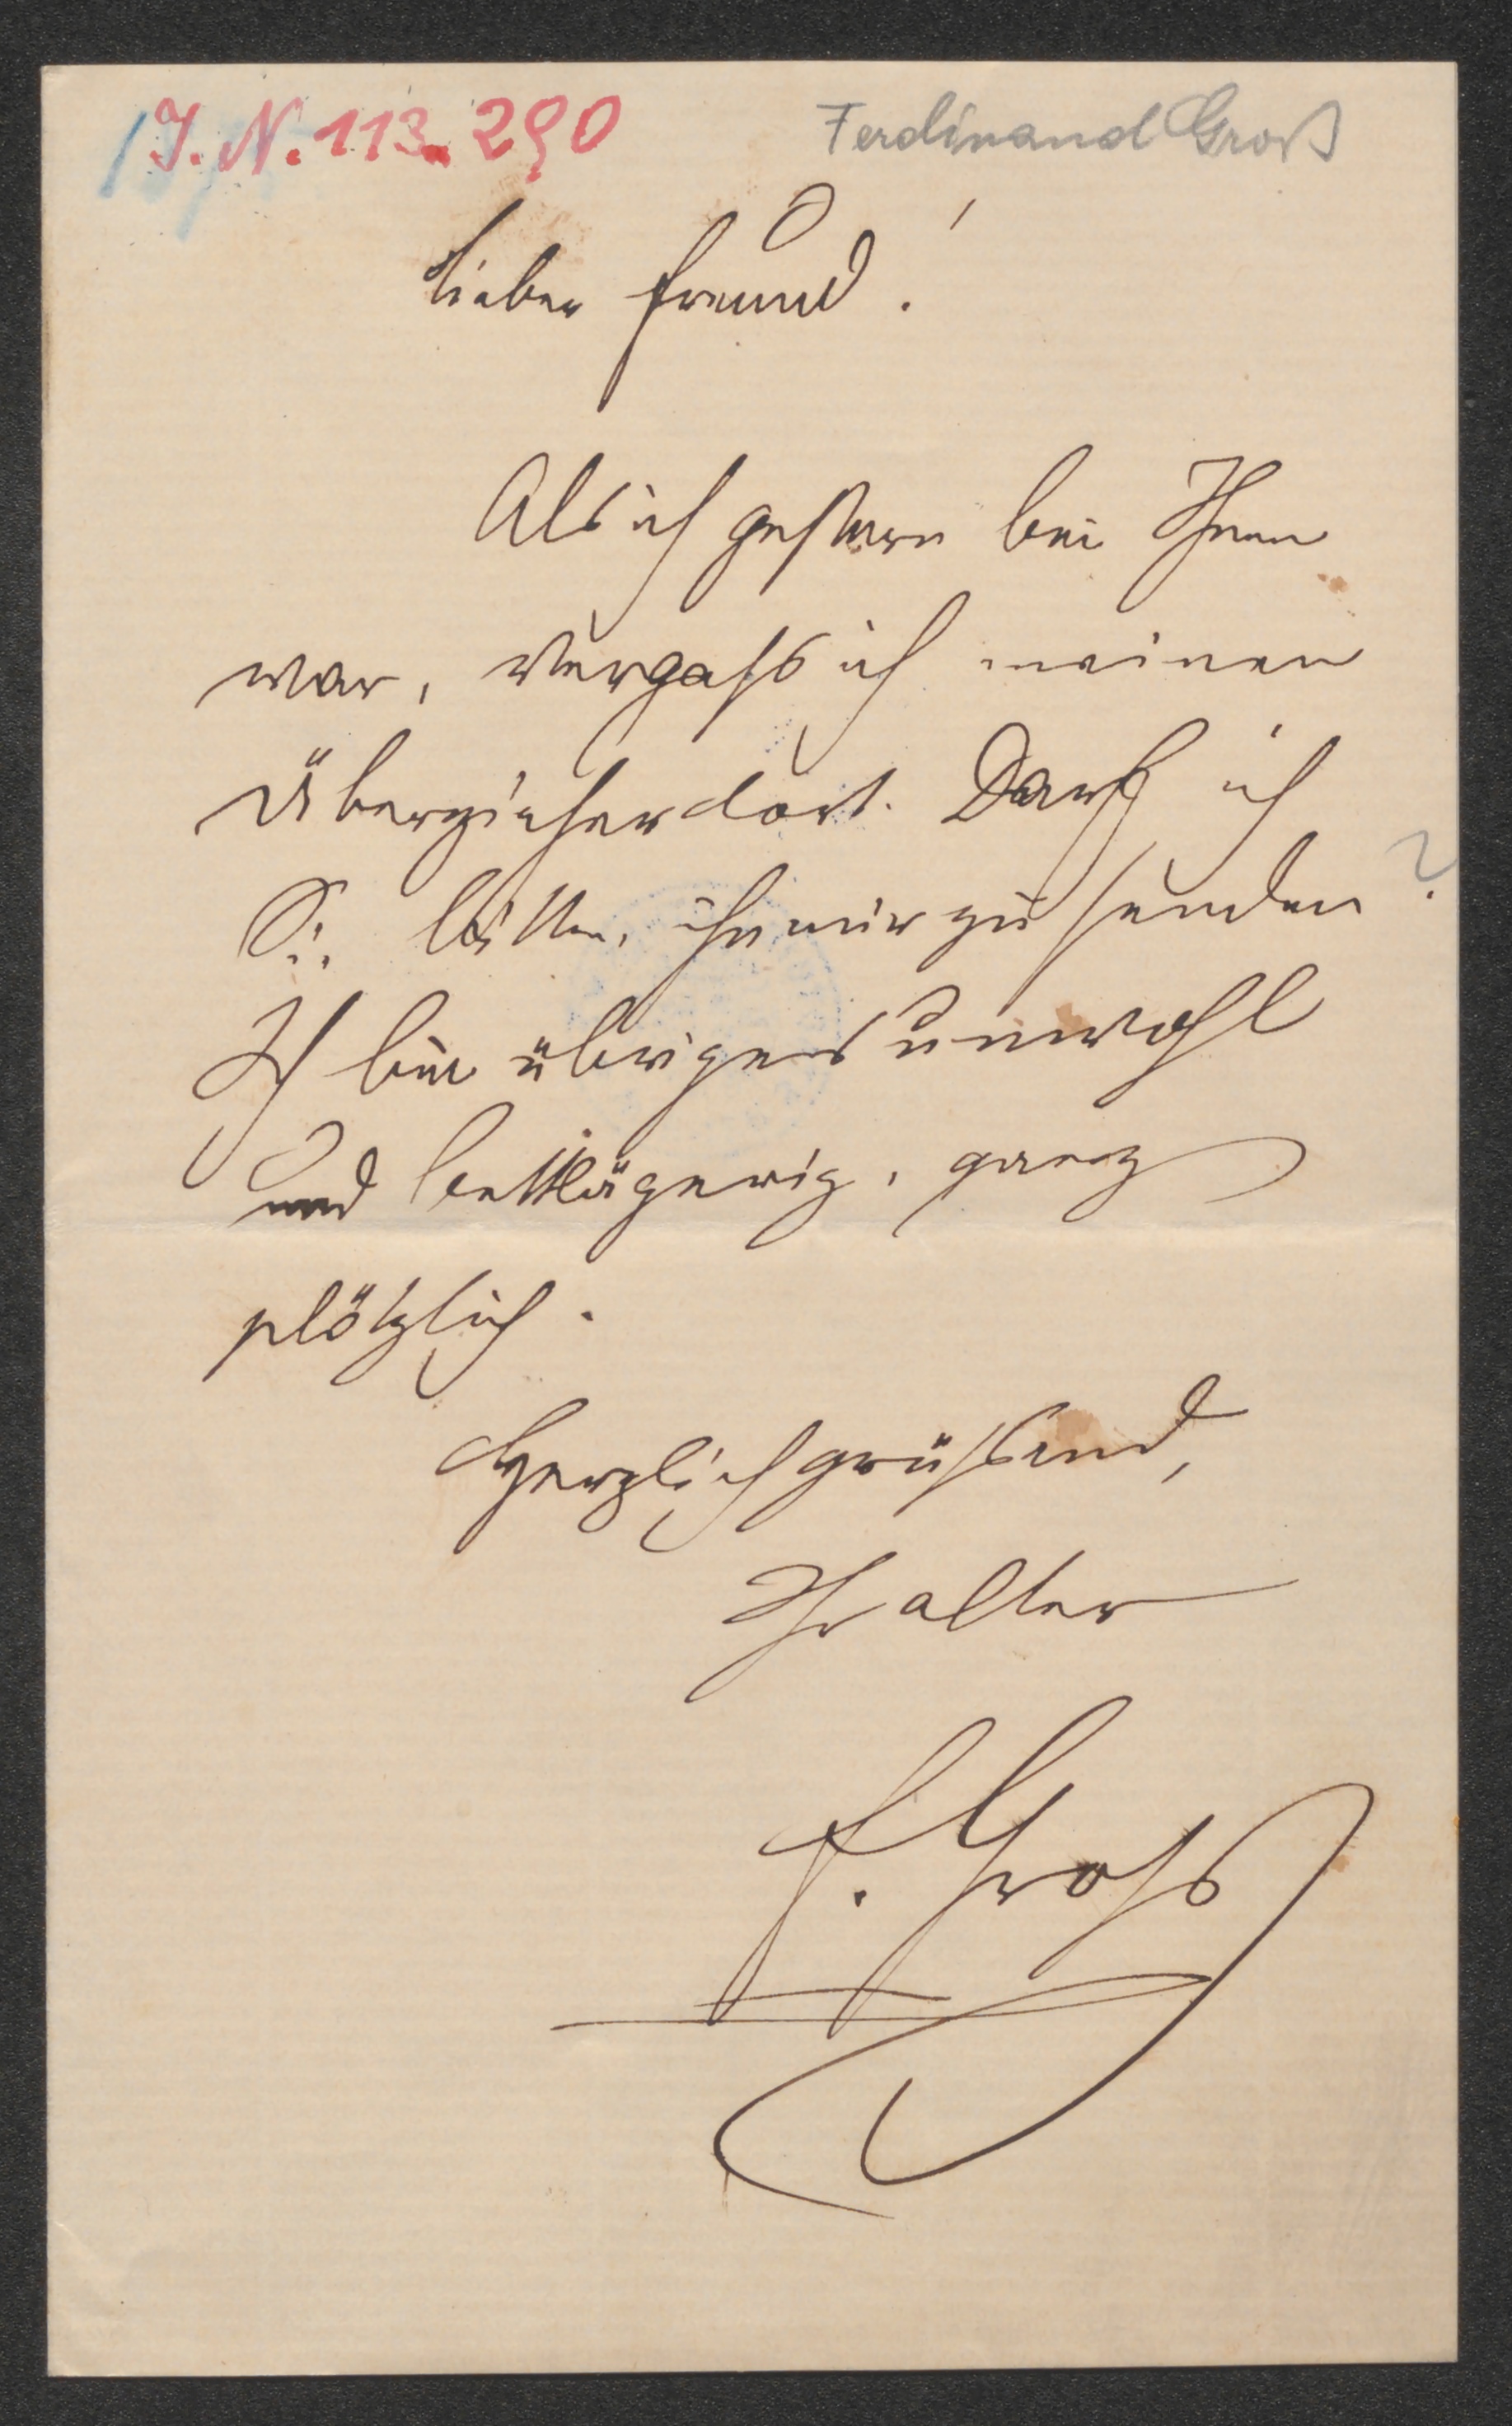 J. N. 113.290
Ferdinand Groß
Lieber Freund!
Als ich gestern bei Ihnen
war, vergaß ich meinen
Überzieher dort. Darf ich
Sie bitten, ihn mir zu senden?
Ich bin übrigens unwohl
und bettlägerig, ganz
plötzlich.
Herzlich grüßend,
Ihr alter
F. Groß